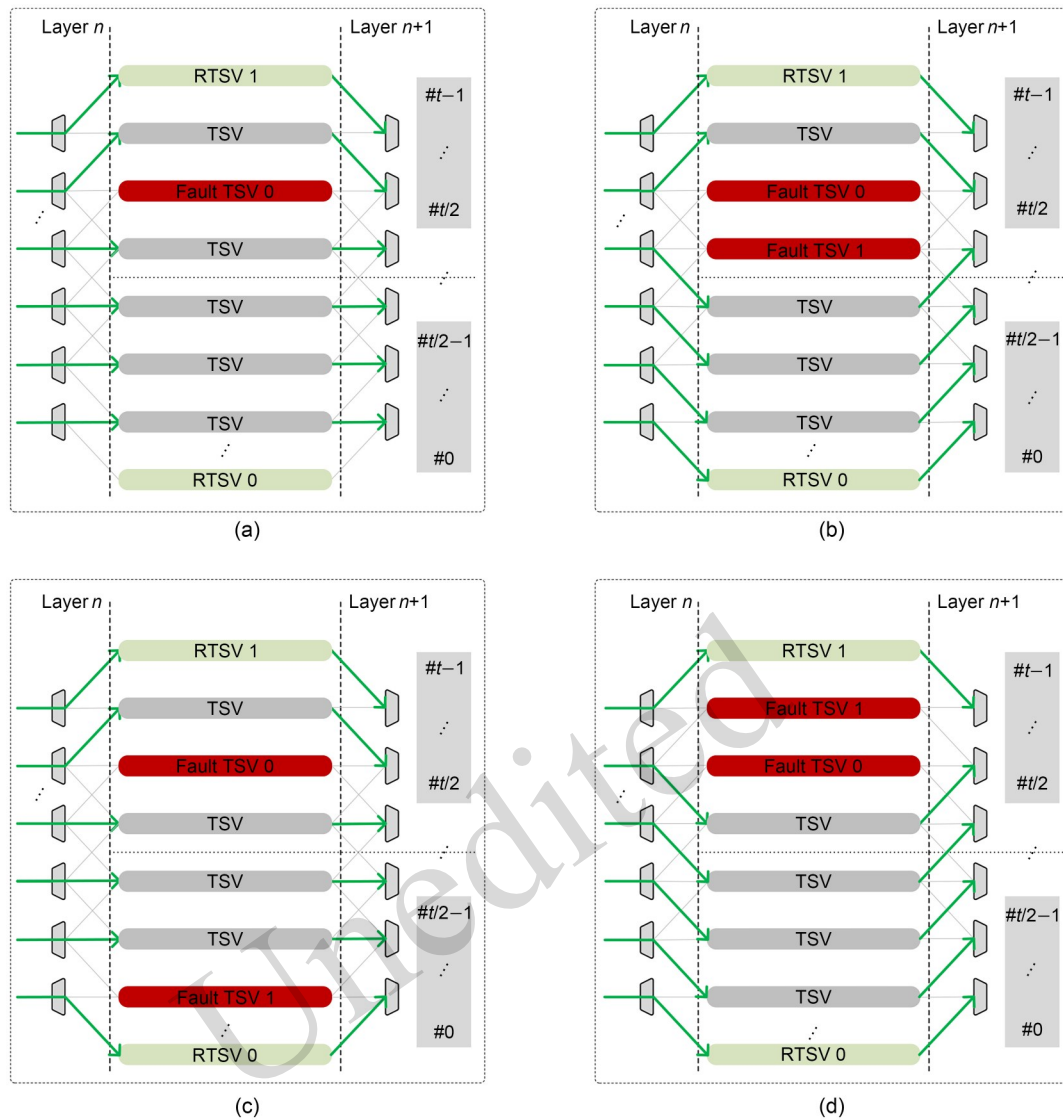 Layer n
Layer n+1
RTSV 1
#t−1
TSV
Fault TSV 0
#t/2
TSV
TSV
#t/2−1
TSV
TSV
#0
RTSV 0
(a)
Layer n
Layer n+1
RTSV 1
#t−1
TSV
Fault TSV 0
#t/2
Fault TSV 1
TSV
#t/2−1
TSV
TSV
#0
RTSV 0
(b)
Layer n
Layer n+1
RTSV 1
#t−1
TSV
Fault TSV 0
#t/2
TSV
TSV
#t/2−1
TSV
Fault TSV 1
#0
RTSV 0
(c)
Layer n
Layer n+1
RTSV 1
#t−1
Fault TSV 1
Fault TSV 0
#t/2
TSV
TSV
#t/2−1
TSV
TSV
#0
RTSV 0
(d)
Unedited